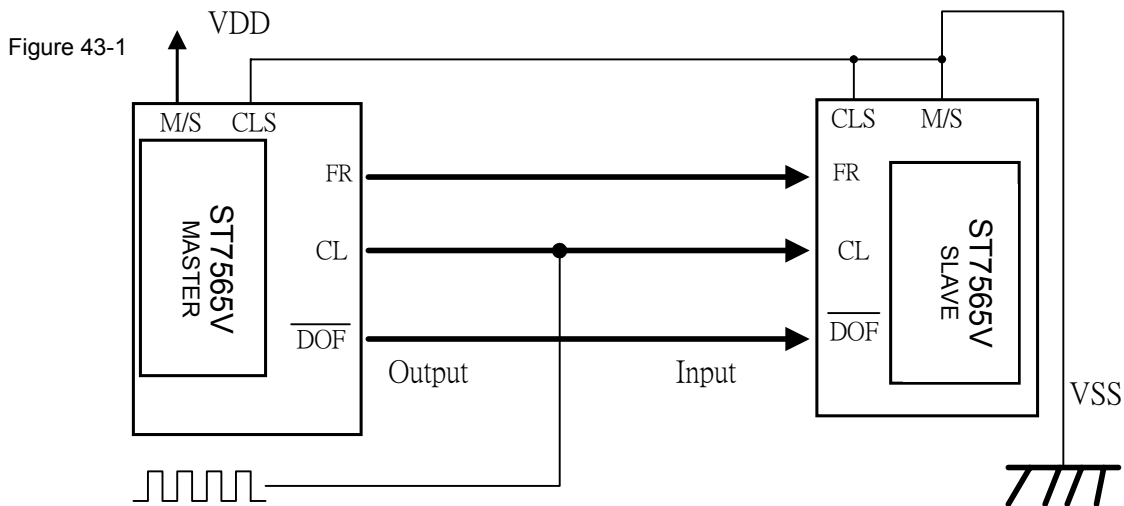 Figure 43-1
VDD
M/S CLS
CLS M/S
FR
FR
ST7565V
MASTER
ST7565V
SLAVE
CL
CL
DOF
DOF
Output
Input
VSS